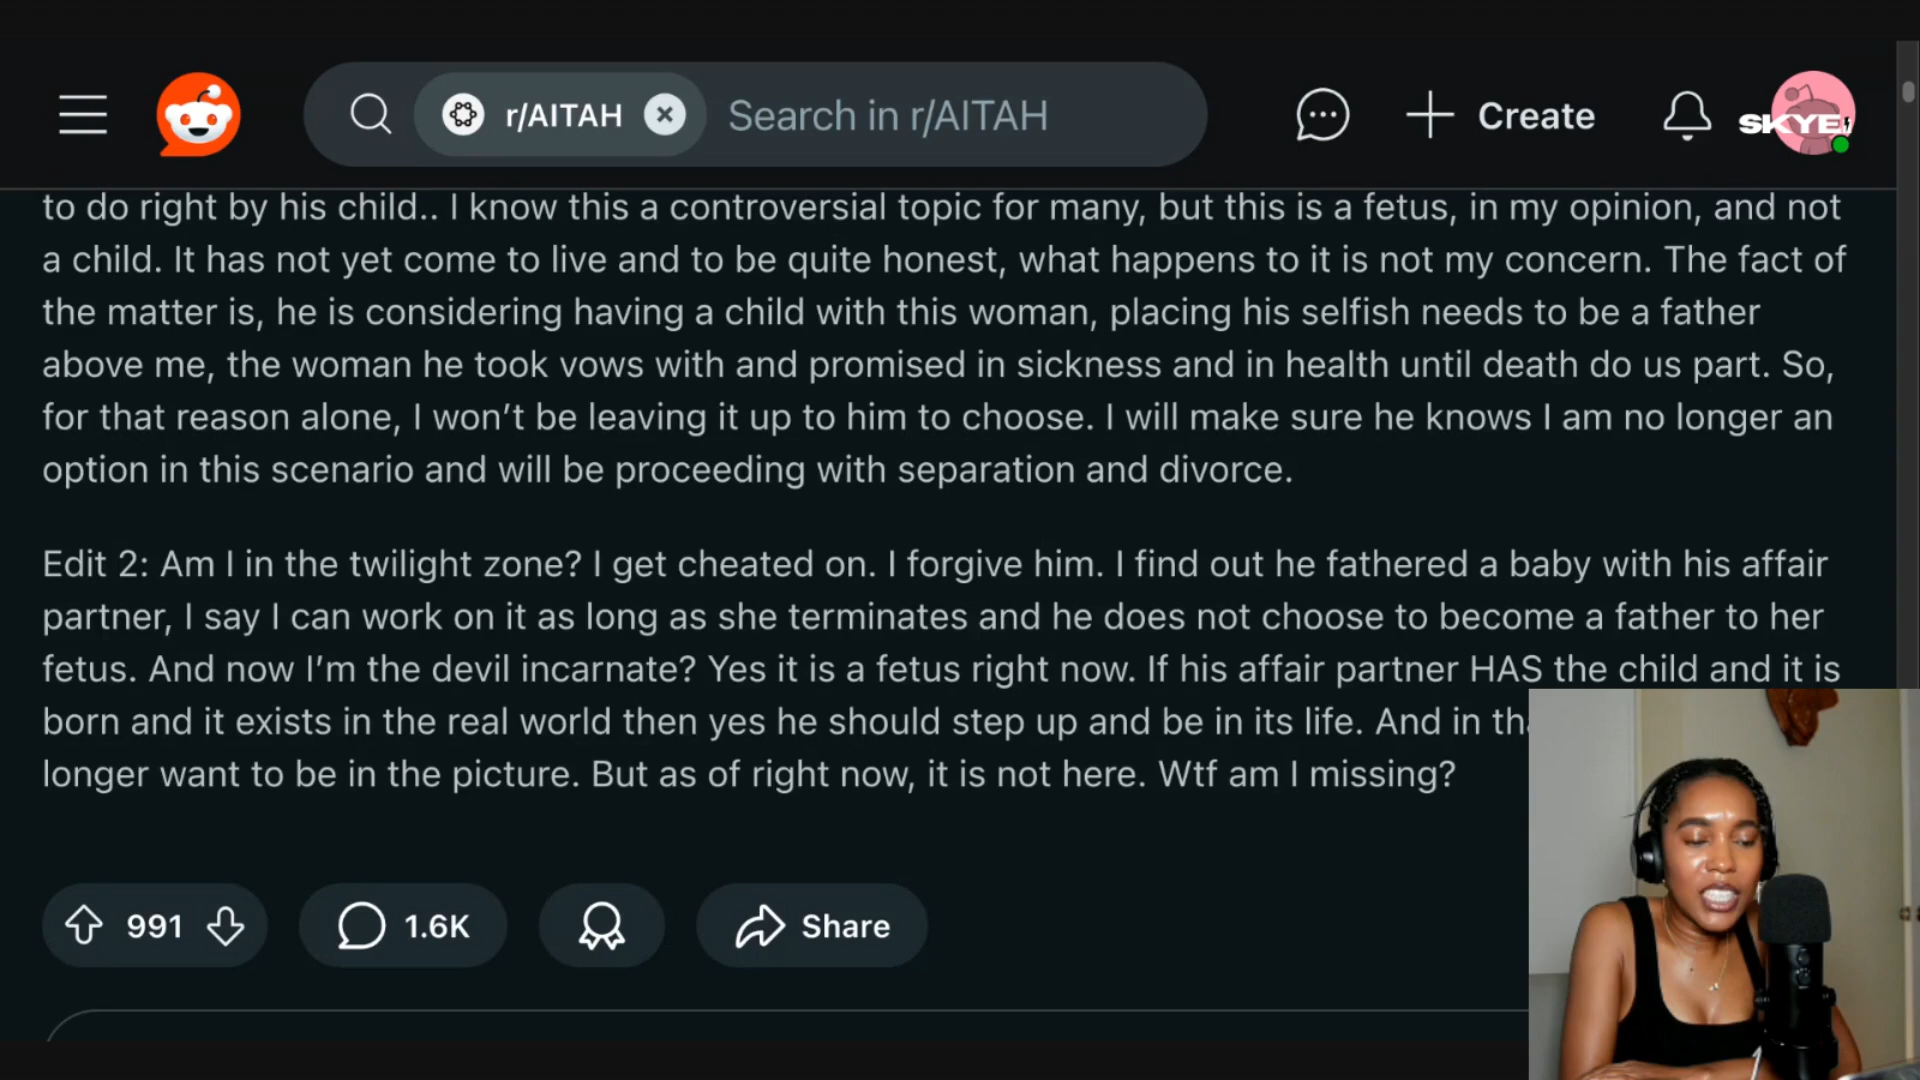 r/AITAH
Search in r/AITAH
Create
SKYE
to do right by his child.. I know this a controversial topic for many, but this is a fetus, in my opinion, and not
a child. It has not yet come to live and to be quite honest, what happens to it is not my concern. The fact of
the matter is, he is considering having a child with this woman, placing his selfish needs to be a father
above me, the woman he took vows with and promised in sickness and in health until death do us part. So,
for that reason alone, I won’t be leaving it up to him to choose. I will make sure he knows I am no longer an
option in this scenario and will be proceeding with separation and divorce.
Edit 2: Am I in the twilight zone? I get cheated on. I forgive him. I find out he fathered a baby with his affair
partner, I say I can work on it as long as she terminates and he does not choose to become a father to her
fetus. And now I’m the devil incarnate? Yes it is a fetus right now. If his affair partner HAS the child and it is
born and it exists in the real world then yes he should step up and be in its life. And in
longer want to be in the picture. But as of right now, it is not here. Wtf am I missing?
991
1.6K
Share